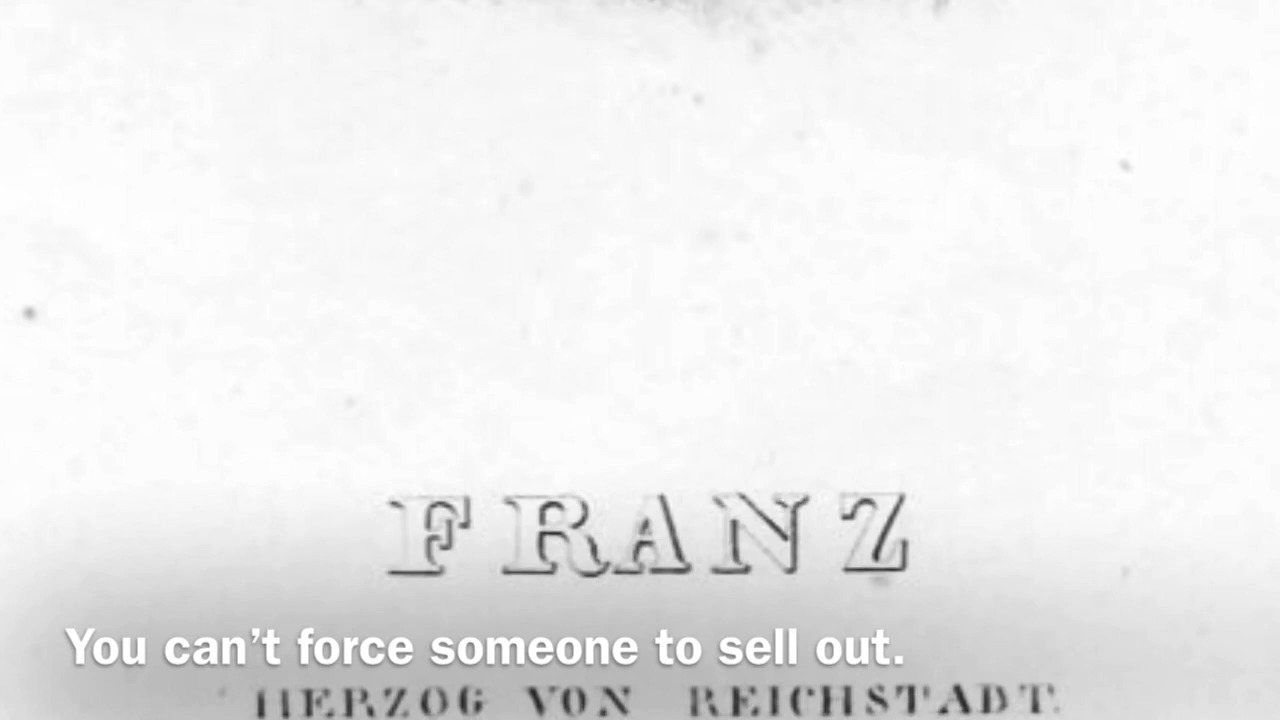 FRANZ
You can’t force someone to sell out.
HERZOG VON REICHSTADT.